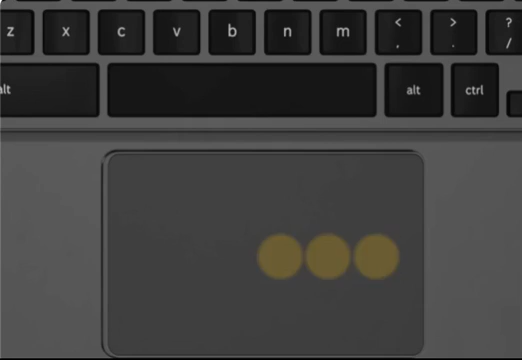 z x c v b n m < , > . ? /
alt alt ctrl